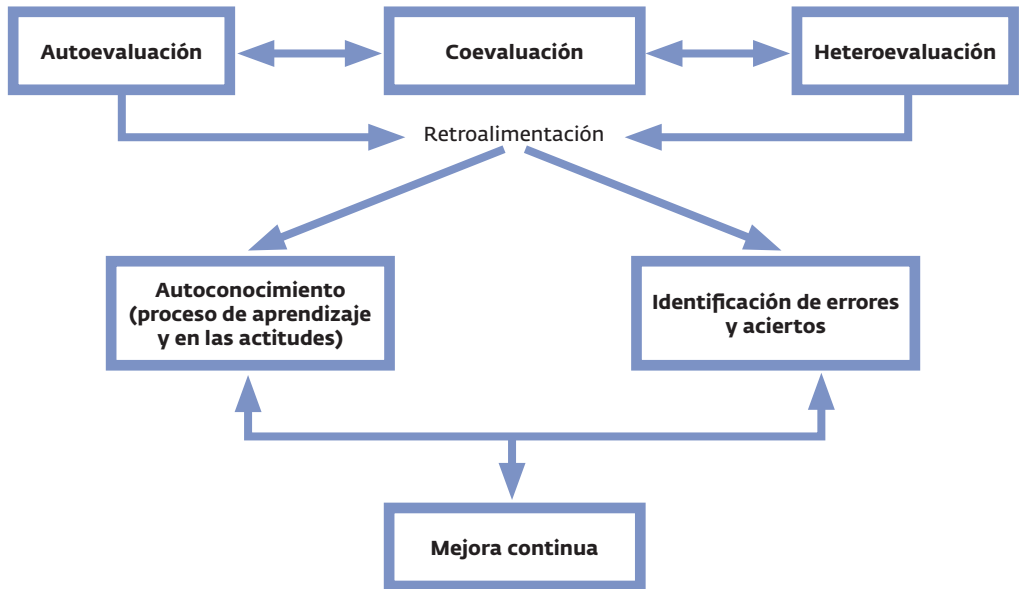 Autoevaluación
Coevaluación
Heteroevaluación
Retroalimentación
Autoconocimiento
(proceso de aprendizaje
y en las actitudes)
Identificación de errores
y aciertos
Mejora continua